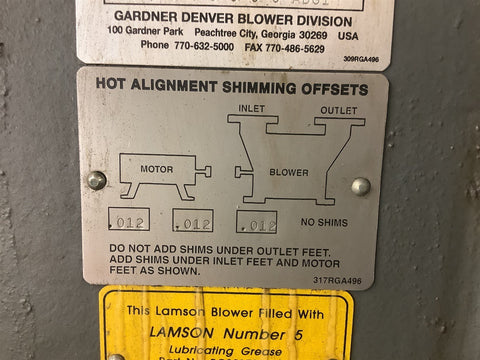 GARDNER DENVER BLOWER DIVISION
100 Gardner Park Peachtree City, Georgia 30269 USA
Phone 770-632-5000 FAX 770-486-5629
309RGA496
HOT ALIGNMENT SHIMMING OFFSETS
INLET OUTLET
MOTOR BLOWER
.012 .012 .012 NO SHIMS
DO NOT ADD SHIMS UNDER OUTLET FEET.
ADD SHIMS UNDER INLET FEET AND MOTOR
FEET AS SHOWN.
317RGA496
This Lamson Blower Filled With
LAMSON Number 5
Lubricating Grease